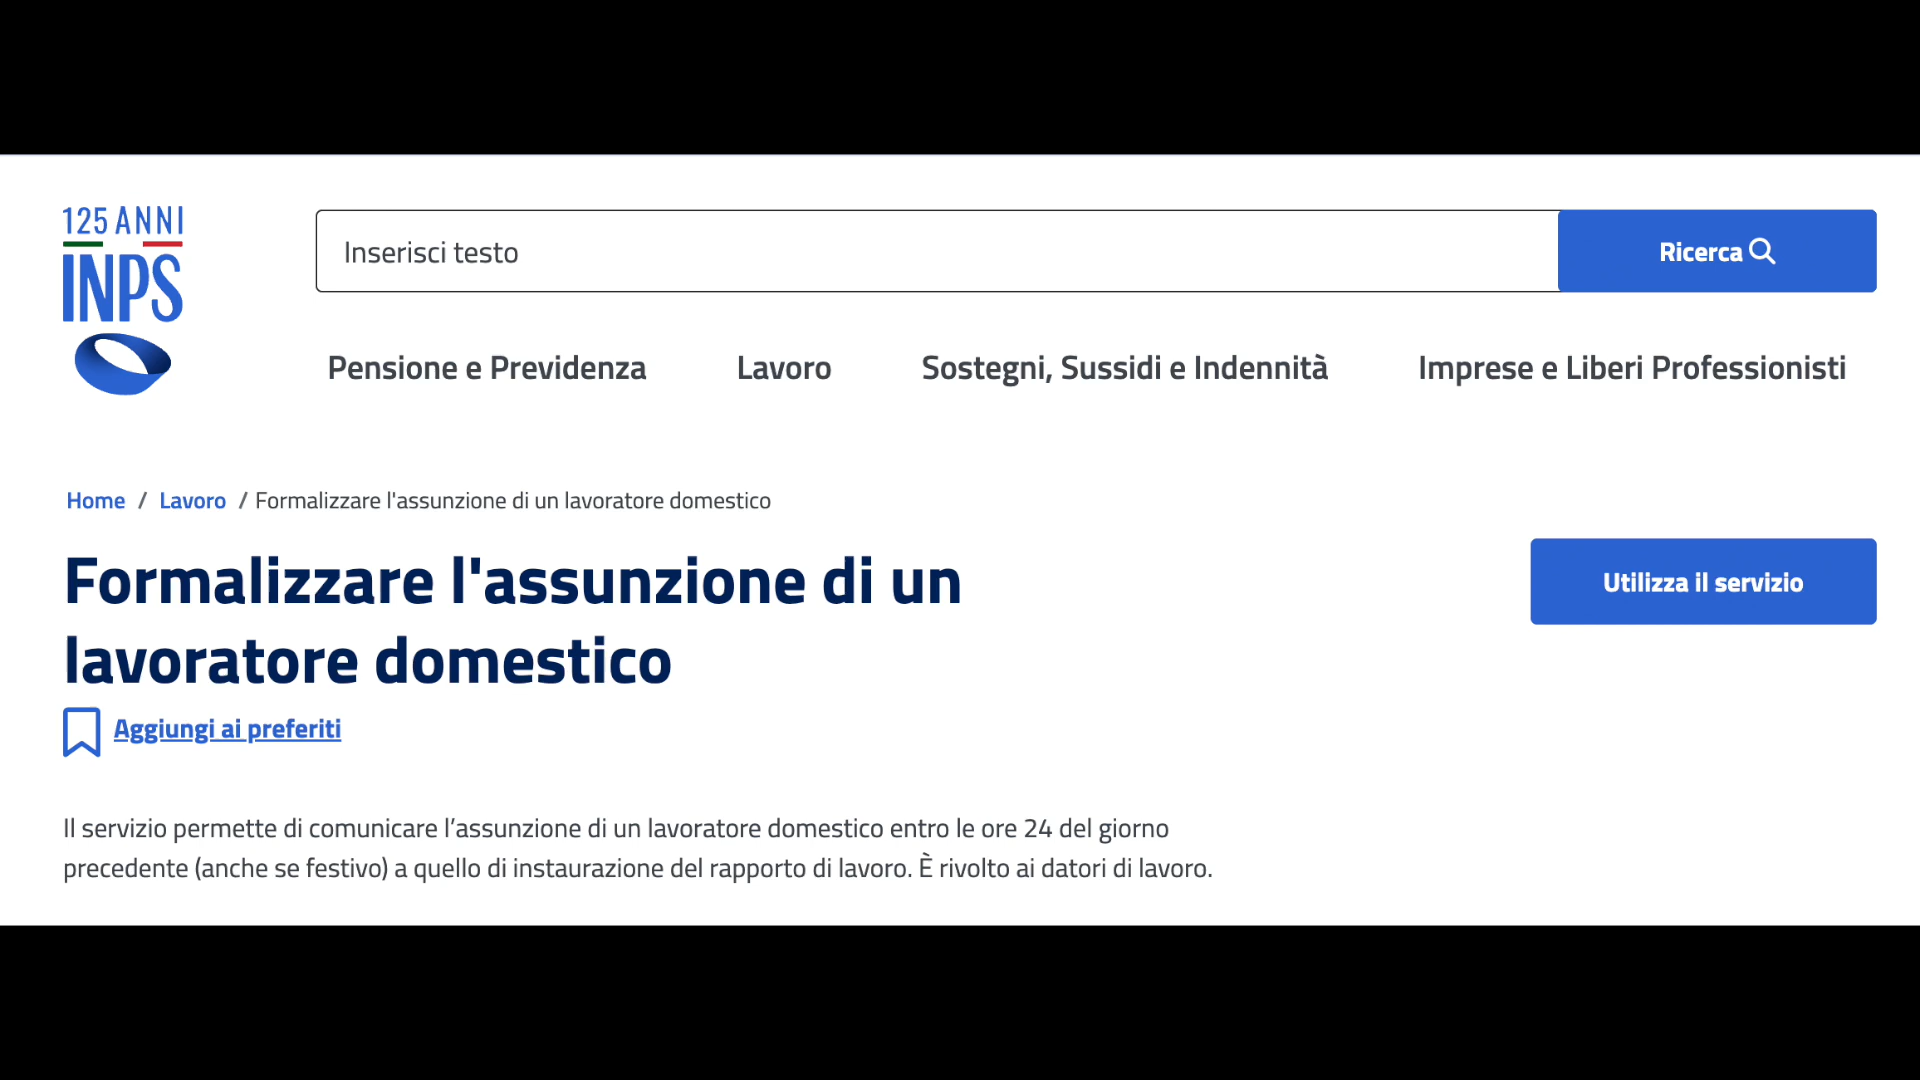 125 ANNI
INPS
Inserisci testo
Ricerca
Pensione e Previdenza
Lavoro
Sostegni, Sussidi e Indennità
Imprese e Liberi Professionisti
Home / Lavoro / Formalizzare l'assunzione di un lavoratore domestico
Formalizzare l'assunzione di un
lavoratore domestico
Utilizza il servizio
Aggiungi ai preferiti
Il servizio permette di comunicare l’assunzione di un lavoratore domestico entro le ore 24 del giorno
precedente (anche se festivo) a quello di instaurazione del rapporto di lavoro. È rivolto ai datori di lavoro.